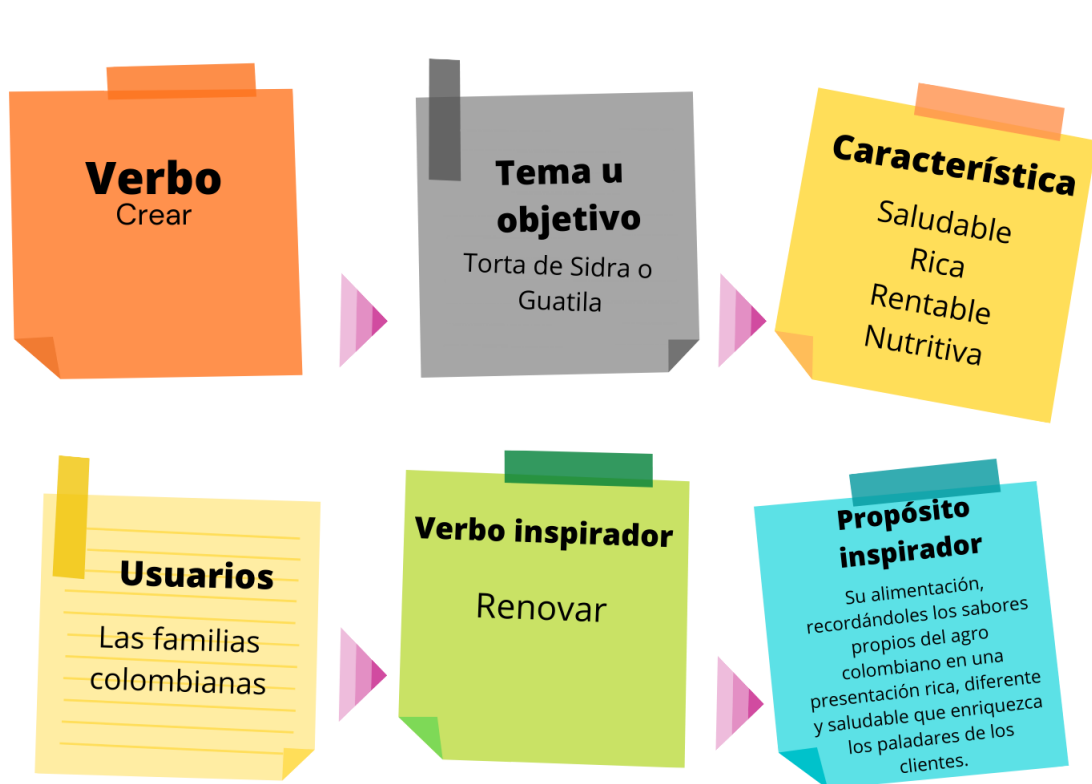 Verbo
Crear
Tema u
objetivo
Torta de Sidra o
Guatila
Característica
Saludable
Rica
Rentable
Nutritiva
Usuarios
Las familias
colombianas
Verbo inspirador
Renovar
Propósito
inspirador
Su alimentación,
recordándoles los sabores
propios del agro
colombiano en una
presentación rica, diferente
y saludable que enriquezca
los paladares de los
clientes.